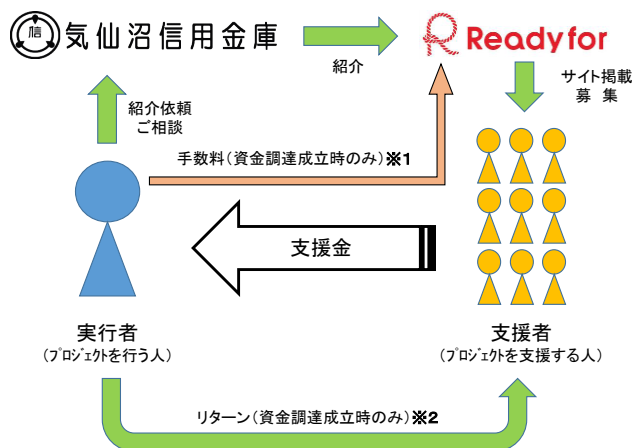 信 気仙沼信用金庫
Readyfor
紹介
サイト掲載
募 集
紹介依頼
ご相談
手数料(資金調達成立時のみ)※1
支援金
実行者
(プロジェクトを行う人)
支援者
(プロジェクトを支援する人)
リターン(資金調達成立時のみ)※2